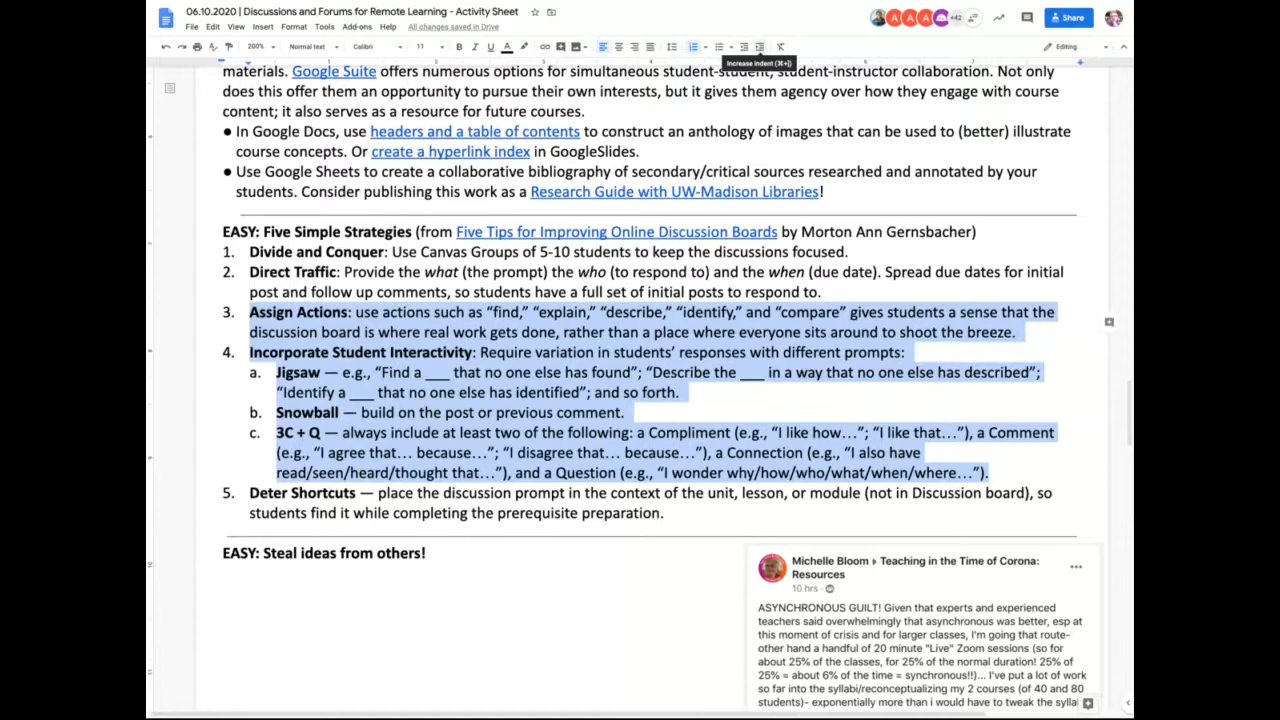 06.10.2020 | Discussions and Forums for Remote Learning - Activity Sheet
File Edit View Insert Format Tools Add-ons Help All changes saved in Drive
+42
Share
200% Normal text Calibri 11 B I U A Editing
Increase indent (⌘+])
materials. Google Suite offers numerous options for simultaneous student-student, student-instructor collaboration. Not only
does this offer them an opportunity to pursue their own interests, but it gives them agency over how they engage with course
content; it also serves as a resource for future courses.
● In Google Docs, use headers and a table of contents to construct an anthology of images that can be used to (better) illustrate
course concepts. Or create a hyperlink index in GoogleSlides.
● Use Google Sheets to create a collaborative bibliography of secondary/critical sources researched and annotated by your
students. Consider publishing this work as a Research Guide with UW-Madison Libraries!
EASY: Five Simple Strategies (from Five Tips for Improving Online Discussion Boards by Morton Ann Gernsbacher)
1. Divide and Conquer: Use Canvas Groups of 5-10 students to keep the discussions focused.
2. Direct Traffic: Provide the what (the prompt) the who (to respond to) and the when (due date). Spread due dates for initial
post and follow up comments, so students have a full set of initial posts to respond to.
3. Assign Actions: use actions such as “find,” “explain,” “describe,” “identify,” and “compare” gives students a sense that the
discussion board is where real work gets done, rather than a place where everyone sits around to shoot the breeze.
4. Incorporate Student Interactivity: Require variation in students’ responses with different prompts:
a. Jigsaw — e.g., “Find a ___ that no one else has found”; “Describe the ___ in a way that no one else has described”;
“Identify a ___ that no one else has identified”; and so forth.
b. Snowball — build on the post or previous comment.
c. 3C + Q — always include at least two of the following: a Compliment (e.g., “I like how…”; “I like that…”), a Comment
(e.g., “I agree that… because…”; “I disagree that… because…”), a Connection (e.g., “I also have
read/seen/heard/thought that…”), and a Question (e.g., “I wonder why/how/who/what/when/where…”).
5. Deter Shortcuts — place the discussion prompt in the context of the unit, lesson, or module (not in Discussion board), so
students find it while completing the prerequisite preparation.
EASY: Steal ideas from others!
Michelle Bloom ▸ Teaching in the Time of Corona:
Resources
10 hrs ·
ASYNCHRONOUS GUILT! Given that experts and experienced
teachers said overwhelmingly that asynchronous was better, esp at
this moment of crisis and for larger classes, I'm going that route-
other hand a handful of 20 minute "Live" Zoom sessions (so for
about 25% of the classes, for 25% of the normal duration! 25% of
25% = about 6% of the time = synchronous!!)... I've put a lot of work
so far into the syllabi/reconceptualizing my 2 courses (of 40 and 80
students)- exponentially more than i would have to tweak the sylla